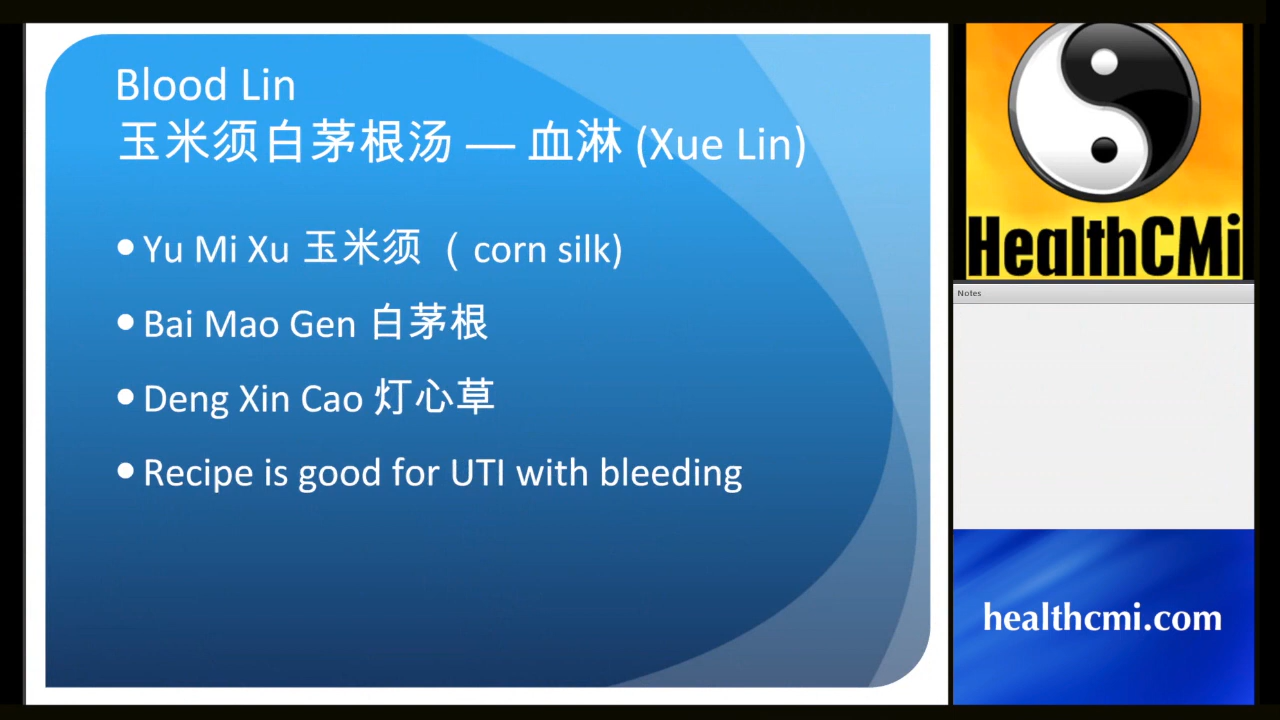 Blood Lin
玉米须白茅根汤 — 血淋 (Xue Lin)
• Yu Mi Xu 玉米须 ( corn silk)
• Bai Mao Gen 白茅根
• Deng Xin Cao 灯心草
• Recipe is good for UTI with bleeding
HealthCMi
Notes
healthcmi.com